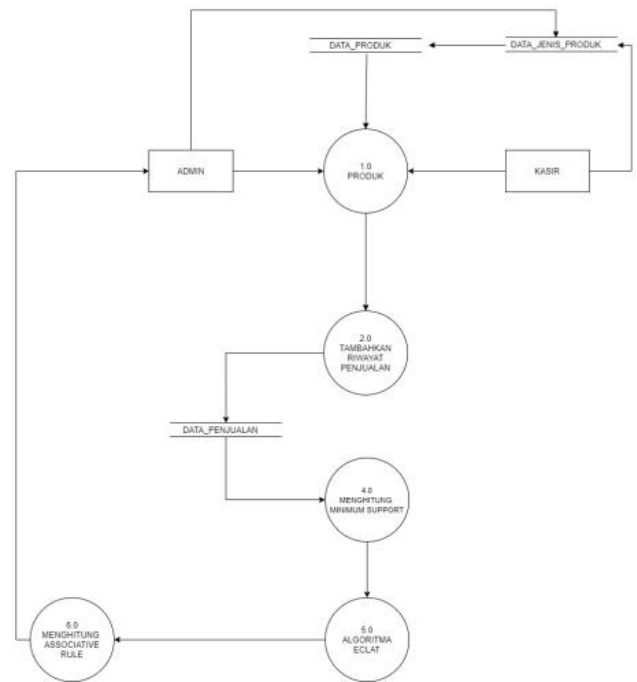 DATA_PRODUK
DATA_JENIS_PRODUK
ADMIN
1.0
PRODUK
KASIR
2.0
TAMBAHKAN
RIWAYAT
PENJUALAN
DATA_PENJUALAN
4.0
MENGHITUNG
MINIMUM SUPPORT
6.0
MENGHITUNG
ASSOCIATIVE
RULE
5.0
ALGORITMA
ECLAT